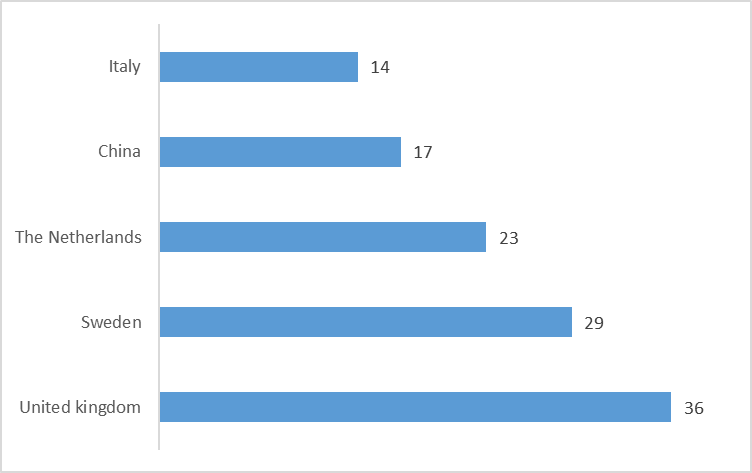 Italy 14
China 17
The Netherlands 23
Sweden 29
United kingdom 36